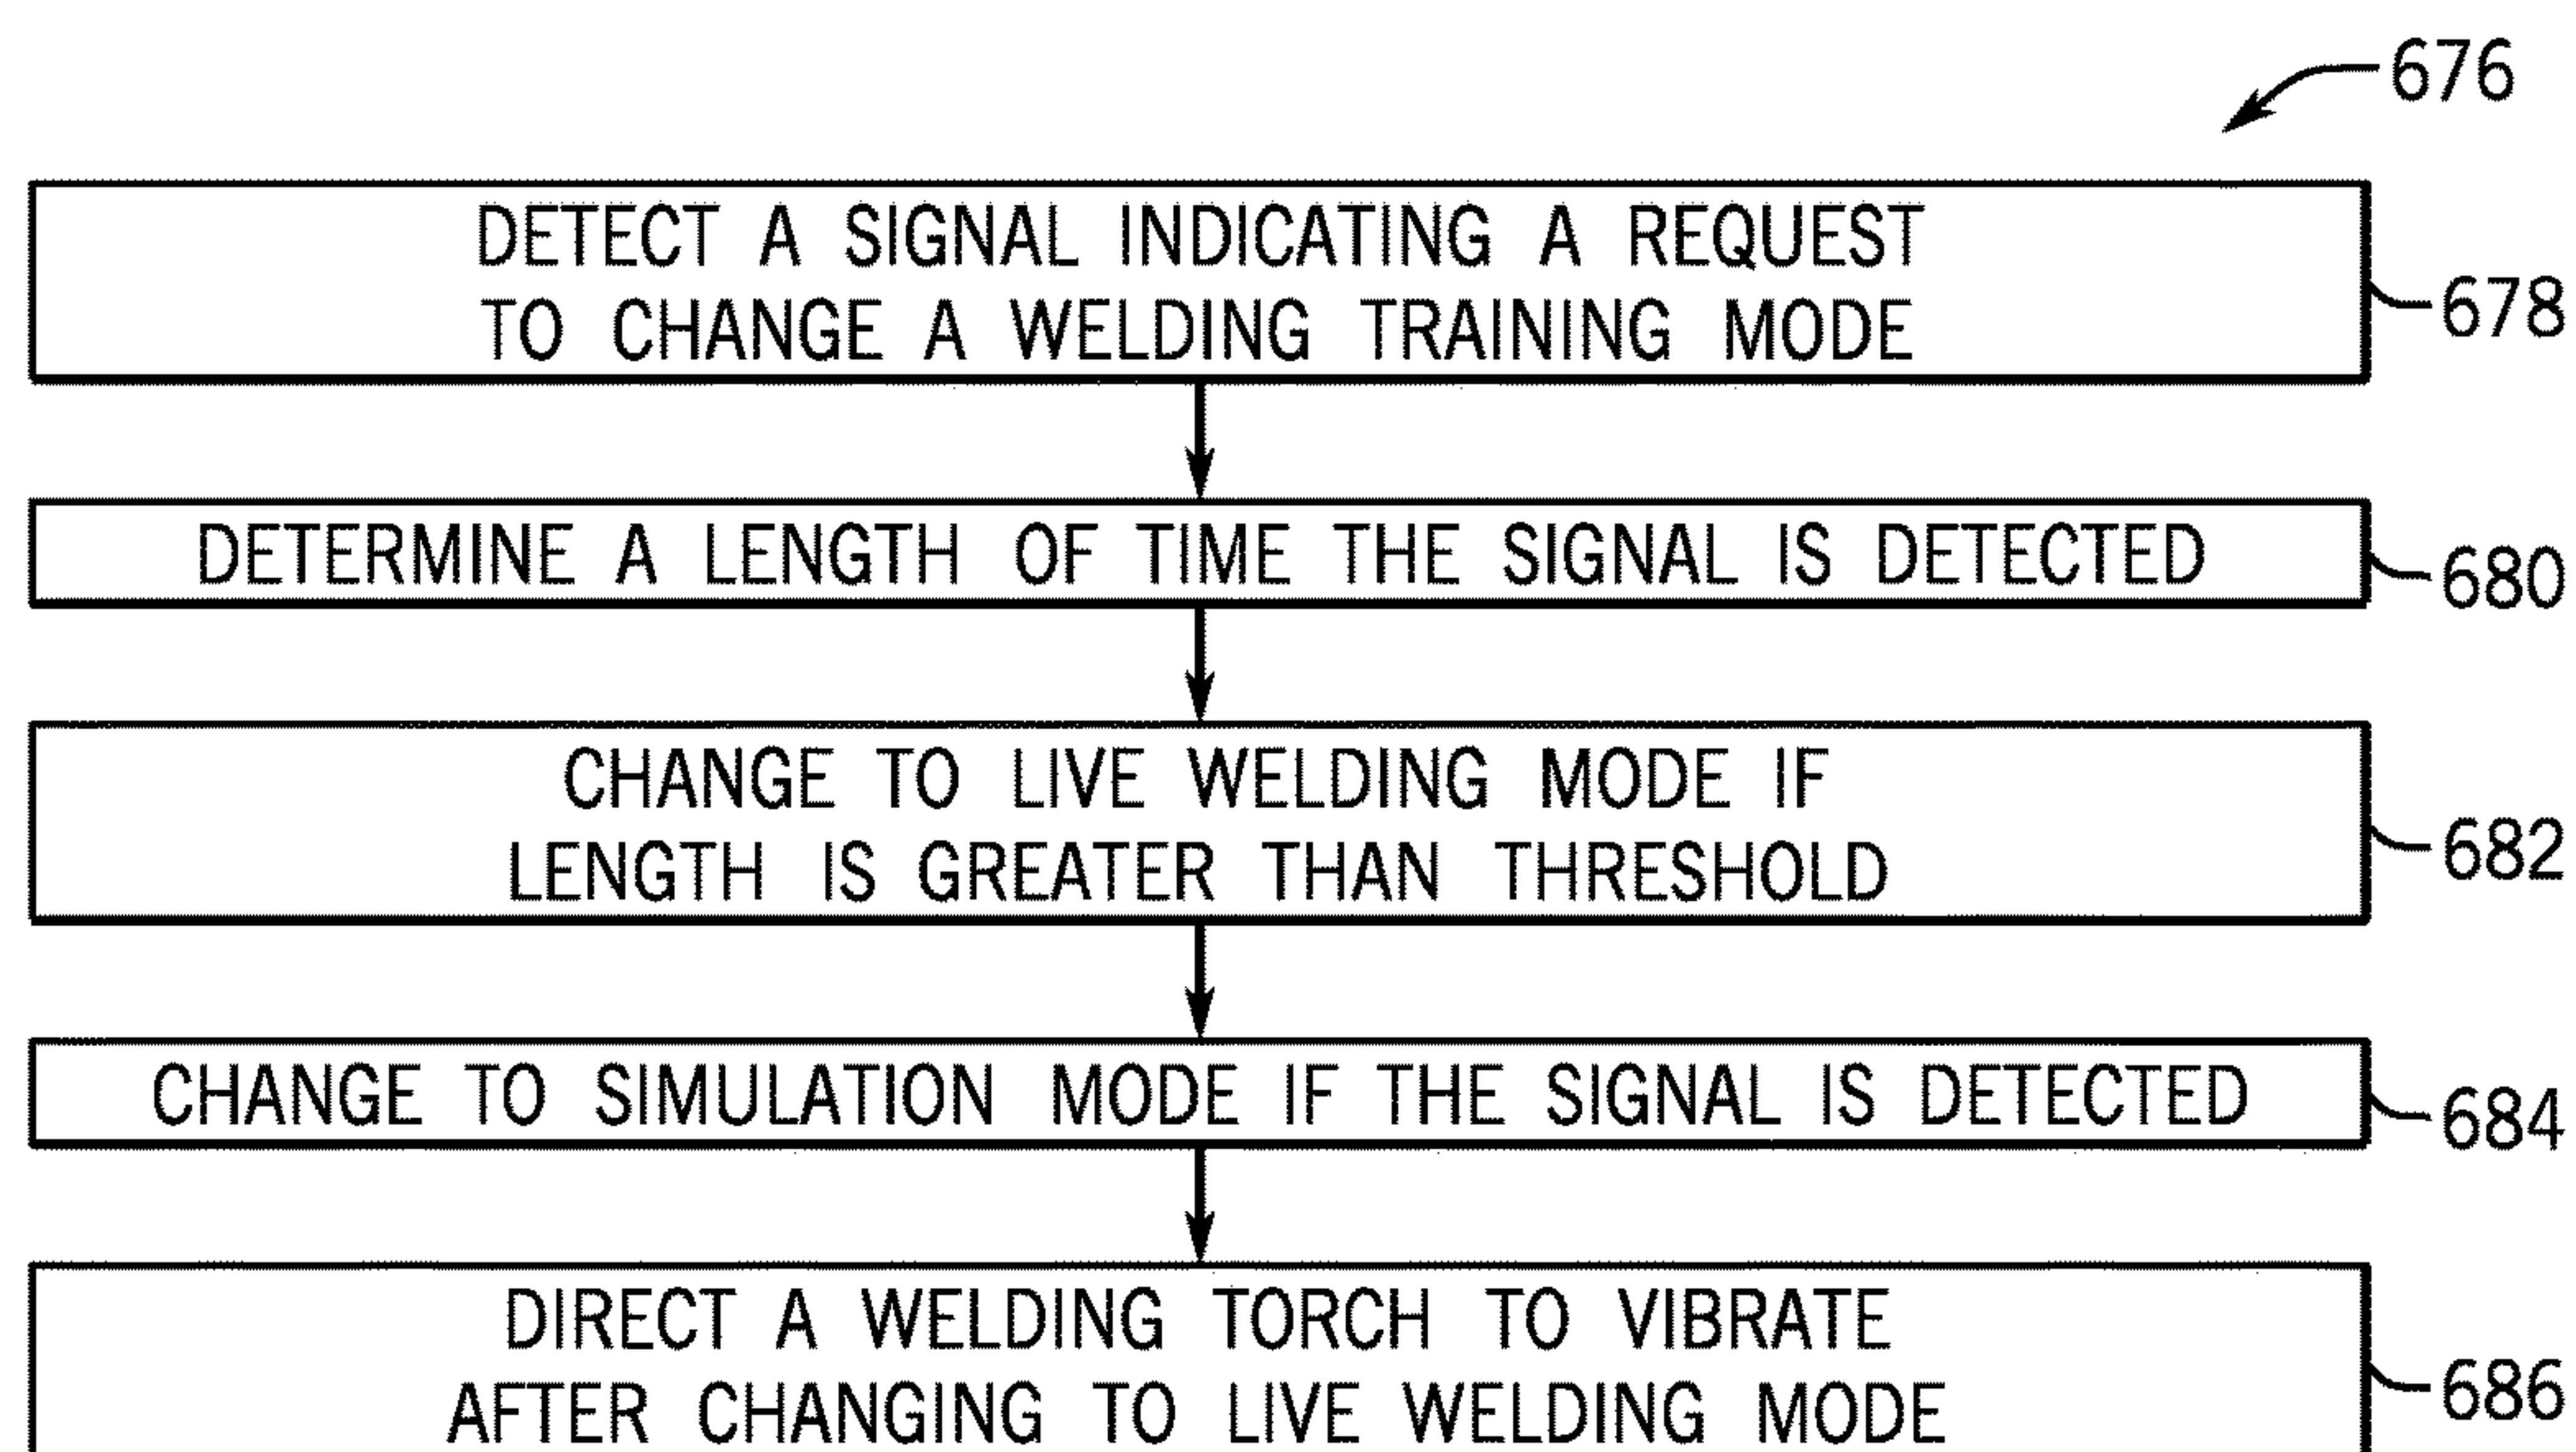 676
DETECT A SIGNAL INDICATING A REQUEST
TO CHANGE A WELDING TRAINING MODE
678
DETERMINE A LENGTH OF TIME THE SIGNAL IS DETECTED
680
CHANGE TO LIVE WELDING MODE IF
LENGTH IS GREATER THAN THRESHOLD
682
CHANGE TO SIMULATION MODE IF THE SIGNAL IS DETECTED
684
DIRECT A WELDING TORCH TO VIBRATE
AFTER CHANGING TO LIVE WELDING MODE
686